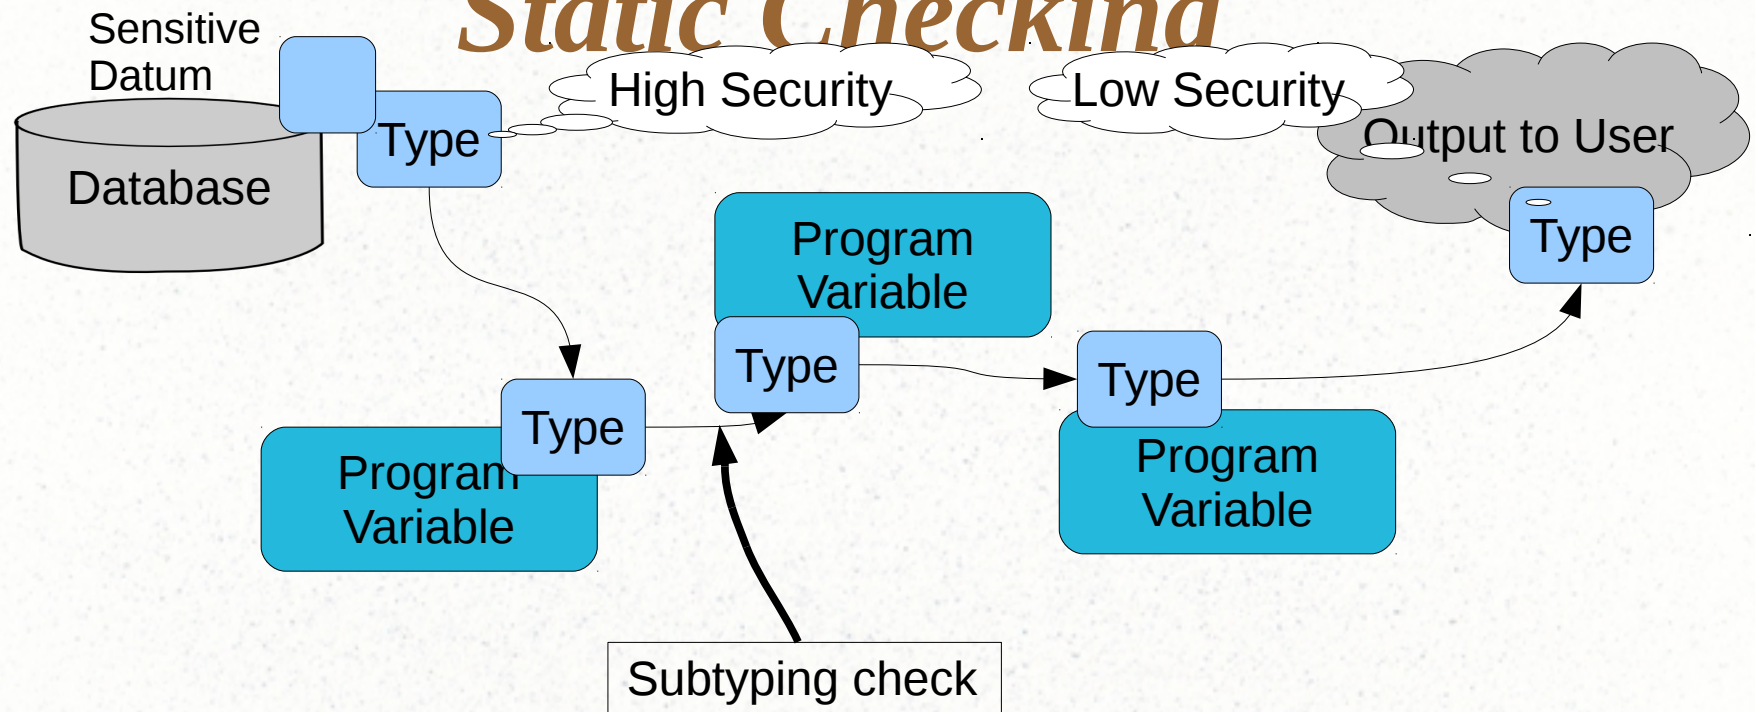 Static Checking
Sensitive
Datum
High Security
Low Security
Type
Output to User
Database
Type
Program
Variable
Type
Type
Type
Program
Variable
Program
Variable
Subtyping check